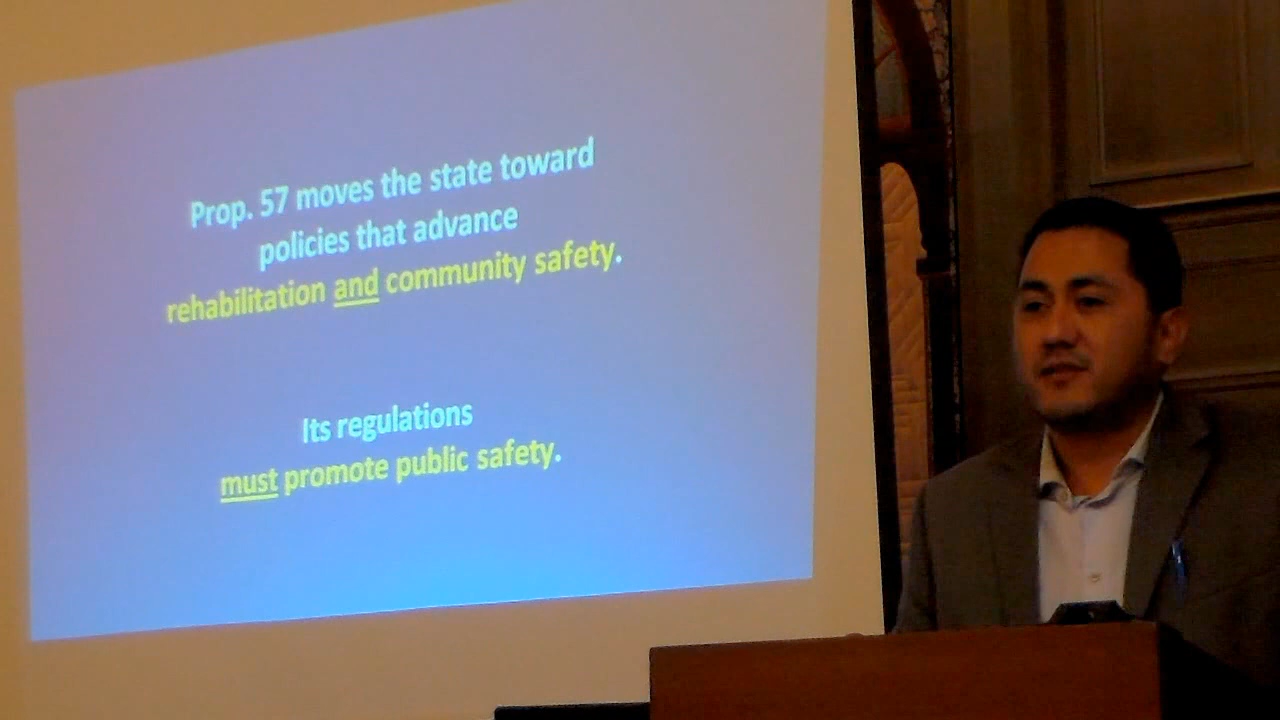 Prop. 57 moves the state toward
policies that advance
rehabilitation and community safety.
Its regulations
must promote public safety.